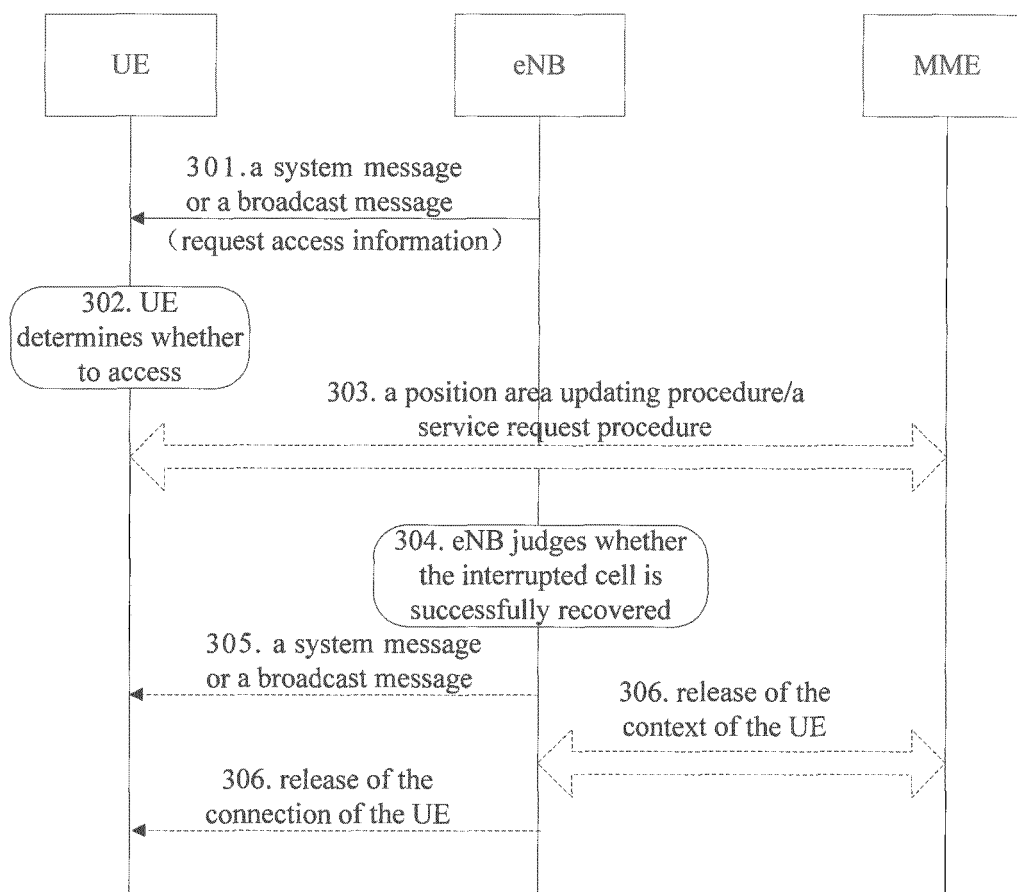 UE
eNB
MME
301.a system message
or a broadcast message
（request access information）
302. UE
determines whether
to access
303. a position area updating procedure/a
service request procedure
304. eNB judges whether
the interrupted cell is
successfully recovered
305. a system message
or a broadcast message
306. release of the
context of the UE
306. release of the
connection of the UE